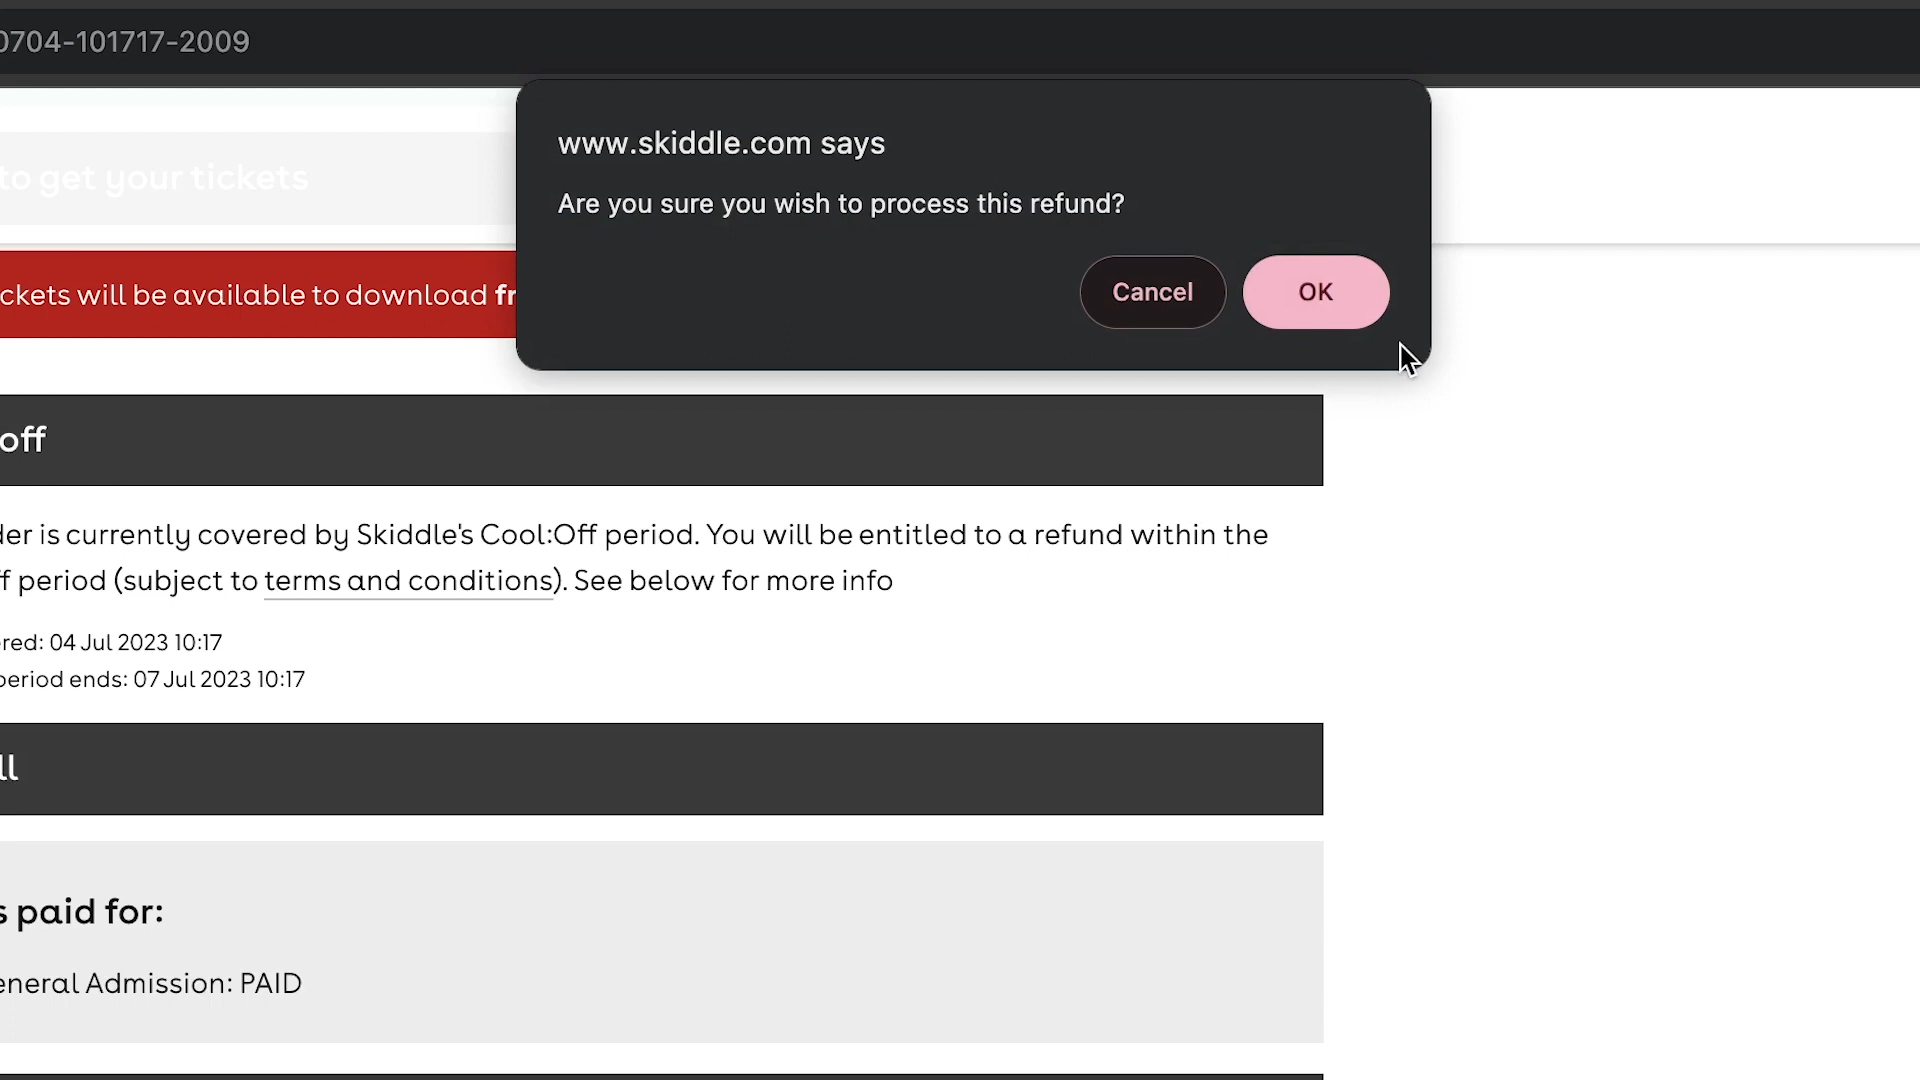 0704-101717-2009
www.skiddle.com says
Are you sure you wish to process this refund?
Cancel
OK
to get your tickets
ckets will be available to download fr
off
der is currently covered by Skiddle's Cool:Off period. You will be entitled to a refund within the
ff period (subject to terms and conditions). See below for more info
ered: 04 Jul 2023 10:17
period ends: 07 Jul 2023 10:17
ll
s paid for:
eneral Admission: PAID